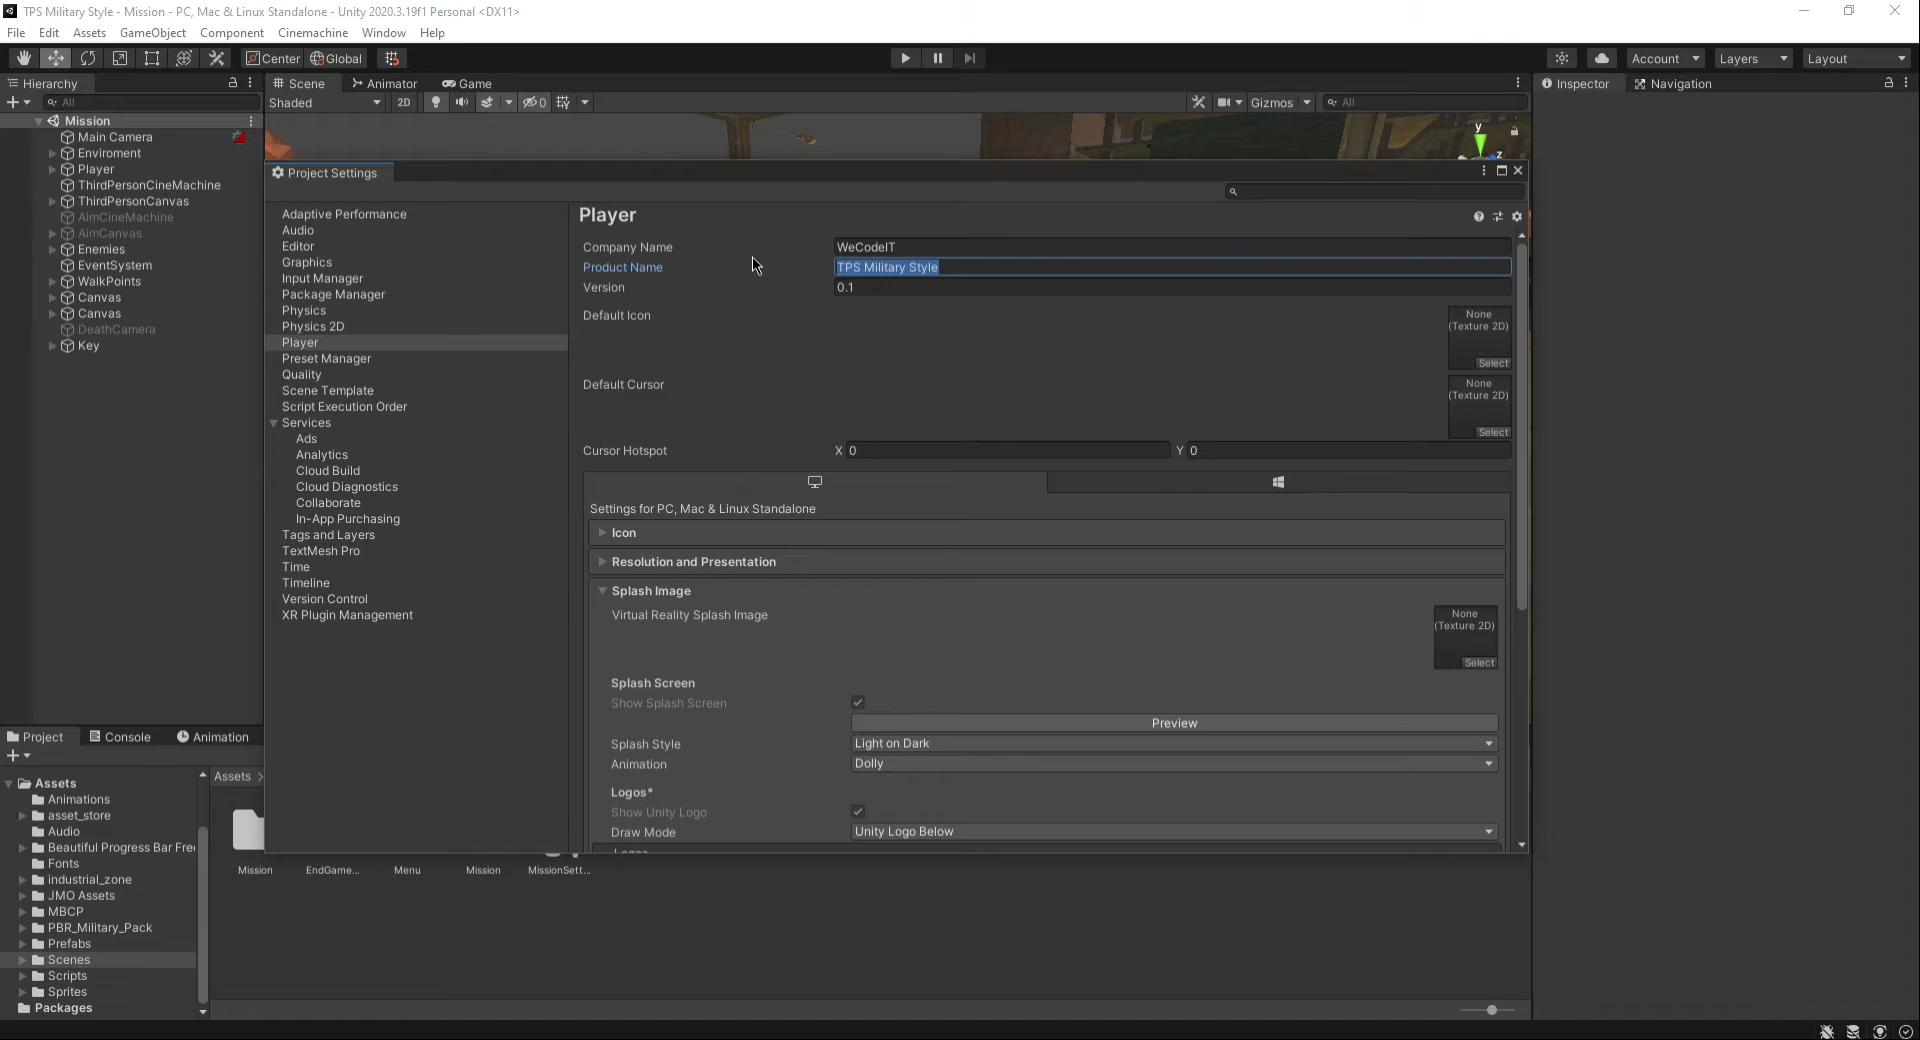 TPS Military Style - Mission - PC, Mac & Linux Standalone - Unity 2020.3.19f1 Personal <DX11>
File Edit Assets GameObject Component Cinemachine Window Help
Center Global Account Layers Layout
Hierarchy Scene Animator Game Inspector Navigation
All Shaded 2D 0 Gizmos All
Mission
Main Camera
Enviroment
Player
ThirdPersonCineMachine
ThirdPersonCanvas
AimCineMachine
AimCanvas
Enemies
EventSystem
WalkPoints
Canvas
Canvas
DeathCamera
Key
y
z
Project Settings
Adaptive Performance
Audio
Editor
Graphics
Input Manager
Package Manager
Physics
Physics 2D
Player
Preset Manager
Quality
Scene Template
Script Execution Order
Services
Ads
Analytics
Cloud Build
Cloud Diagnostics
Collaborate
In-App Purchasing
Tags and Layers
TextMesh Pro
Time
Timeline
Version Control
XR Plugin Management
Player
Company Name WeCodeIT
Product Name TPS Military Style
Version 0.1
Default Icon
None
(Texture 2D)
Select
Default Cursor
None
(Texture 2D)
Select
Cursor Hotspot X 0 Y 0
Settings for PC, Mac & Linux Standalone
Icon
Resolution and Presentation
Splash Image
Virtual Reality Splash Image
None
(Texture 2D)
Select
Splash Screen
Show Splash Screen
Preview
Splash Style Light on Dark
Animation Dolly
Logos*
Show Unity Logo
Draw Mode Unity Logo Below
Project Console Animation
Assets
Animations
asset_store
Audio
Beautiful Progress Bar Free
Fonts
industrial_zone
JMO Assets
MBCP
PBR_Military_Pack
Prefabs
Scenes
Scripts
Sprites
Packages
Assets >
Mission EndGame... Menu Mission MissionSett...